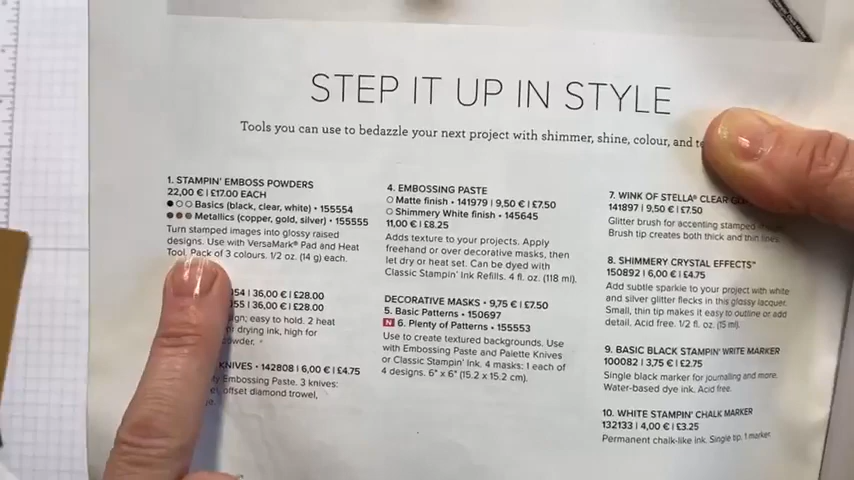 STEP IT UP IN STYLE
Tools you can use to bedazzle your next project with shimmer, shine, colour, and
1. STAMPIN' EMBOSS POWDERS
22,00 € | £17.00 EACH
Basics (black, clear, white) • 155554
Metallics (copper, gold, silver) • 155555
Turn stamped images into glossy raised
designs. Use with VersaMark® Pad and Heat
Tool. Pack of 3 colours. 1/2 oz. (14 g) each.
| 36,00 € | £28.00
| 36,00 € | £28.00
easy to hold. 2 heat
drying ink, high for
KNIVES • 142808 | 6,00 € | £4.75
Embossing Paste. 3 knives:
offset diamond trowel,
4. EMBOSSING PASTE
Matte finish • 141979 | 9,50 € | £7.50
Shimmery White finish • 145645
11,00 € | £8.25
Adds texture to your projects. Apply
freehand or over decorative masks, then
let dry or heat set. Can be dyed with
Classic Stampin' Ink Refills. 4 fl. oz. (118 ml).
DECORATIVE MASKS • 9,75 € | £7.50
5. Basic Patterns • 150697
N 6. Plenty of Patterns • 155553
Use to create textured backgrounds. Use
with Embossing Paste and Palette Knives
or Classic Stampin' Ink. 4 masks: 1 each of
4 designs. 6" x 6" (15.2 x 15.2 cm).
7. WINK OF STELLA® CLEAR
141897 | 9,50 € | £7.50
Glitter brush for accenting stamped
Brush tip creates both thick and thin lines.
8. SHIMMERY CRYSTAL EFFECTS™
150892 | 6,00 € | £4.75
Add subtle sparkle to your project with white
and silver glitter flecks in this glossy lacquer.
Small, thin tip makes it easy to outline or add
detail. Acid free. 1/2 fl. oz. (15 ml).
9. BASIC BLACK STAMPIN' WRITE MARKER
100082 | 3,75 € | £2.75
Single black marker for journaling and more.
Water-based dye ink. Acid free.
10. WHITE STAMPIN' CHALK MARKER
132133 | 4,00 € | £3.25
Permanent chalk-like ink. Single tip. 1 marker.